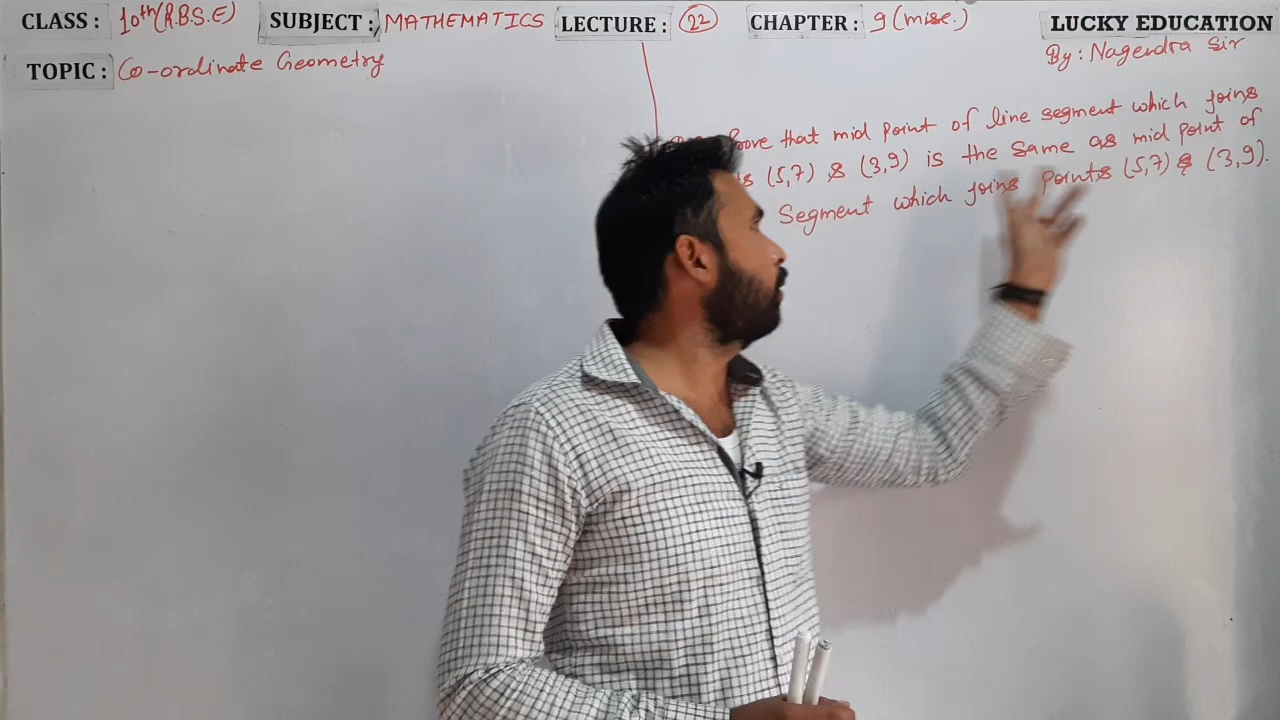 CLASS : 10th (R.B.S.E) SUBJECT : MATHEMATICS LECTURE : 22 CHAPTER : 9 (misc.) LUCKY EDUCATION
By : Nagendra Sir
TOPIC : Co-ordinate Geometry
Prove that mid point of line segment which joins
(5,7) & (3,9) is the same as mid point of
Segment which joins points (5,7) & (3,9).